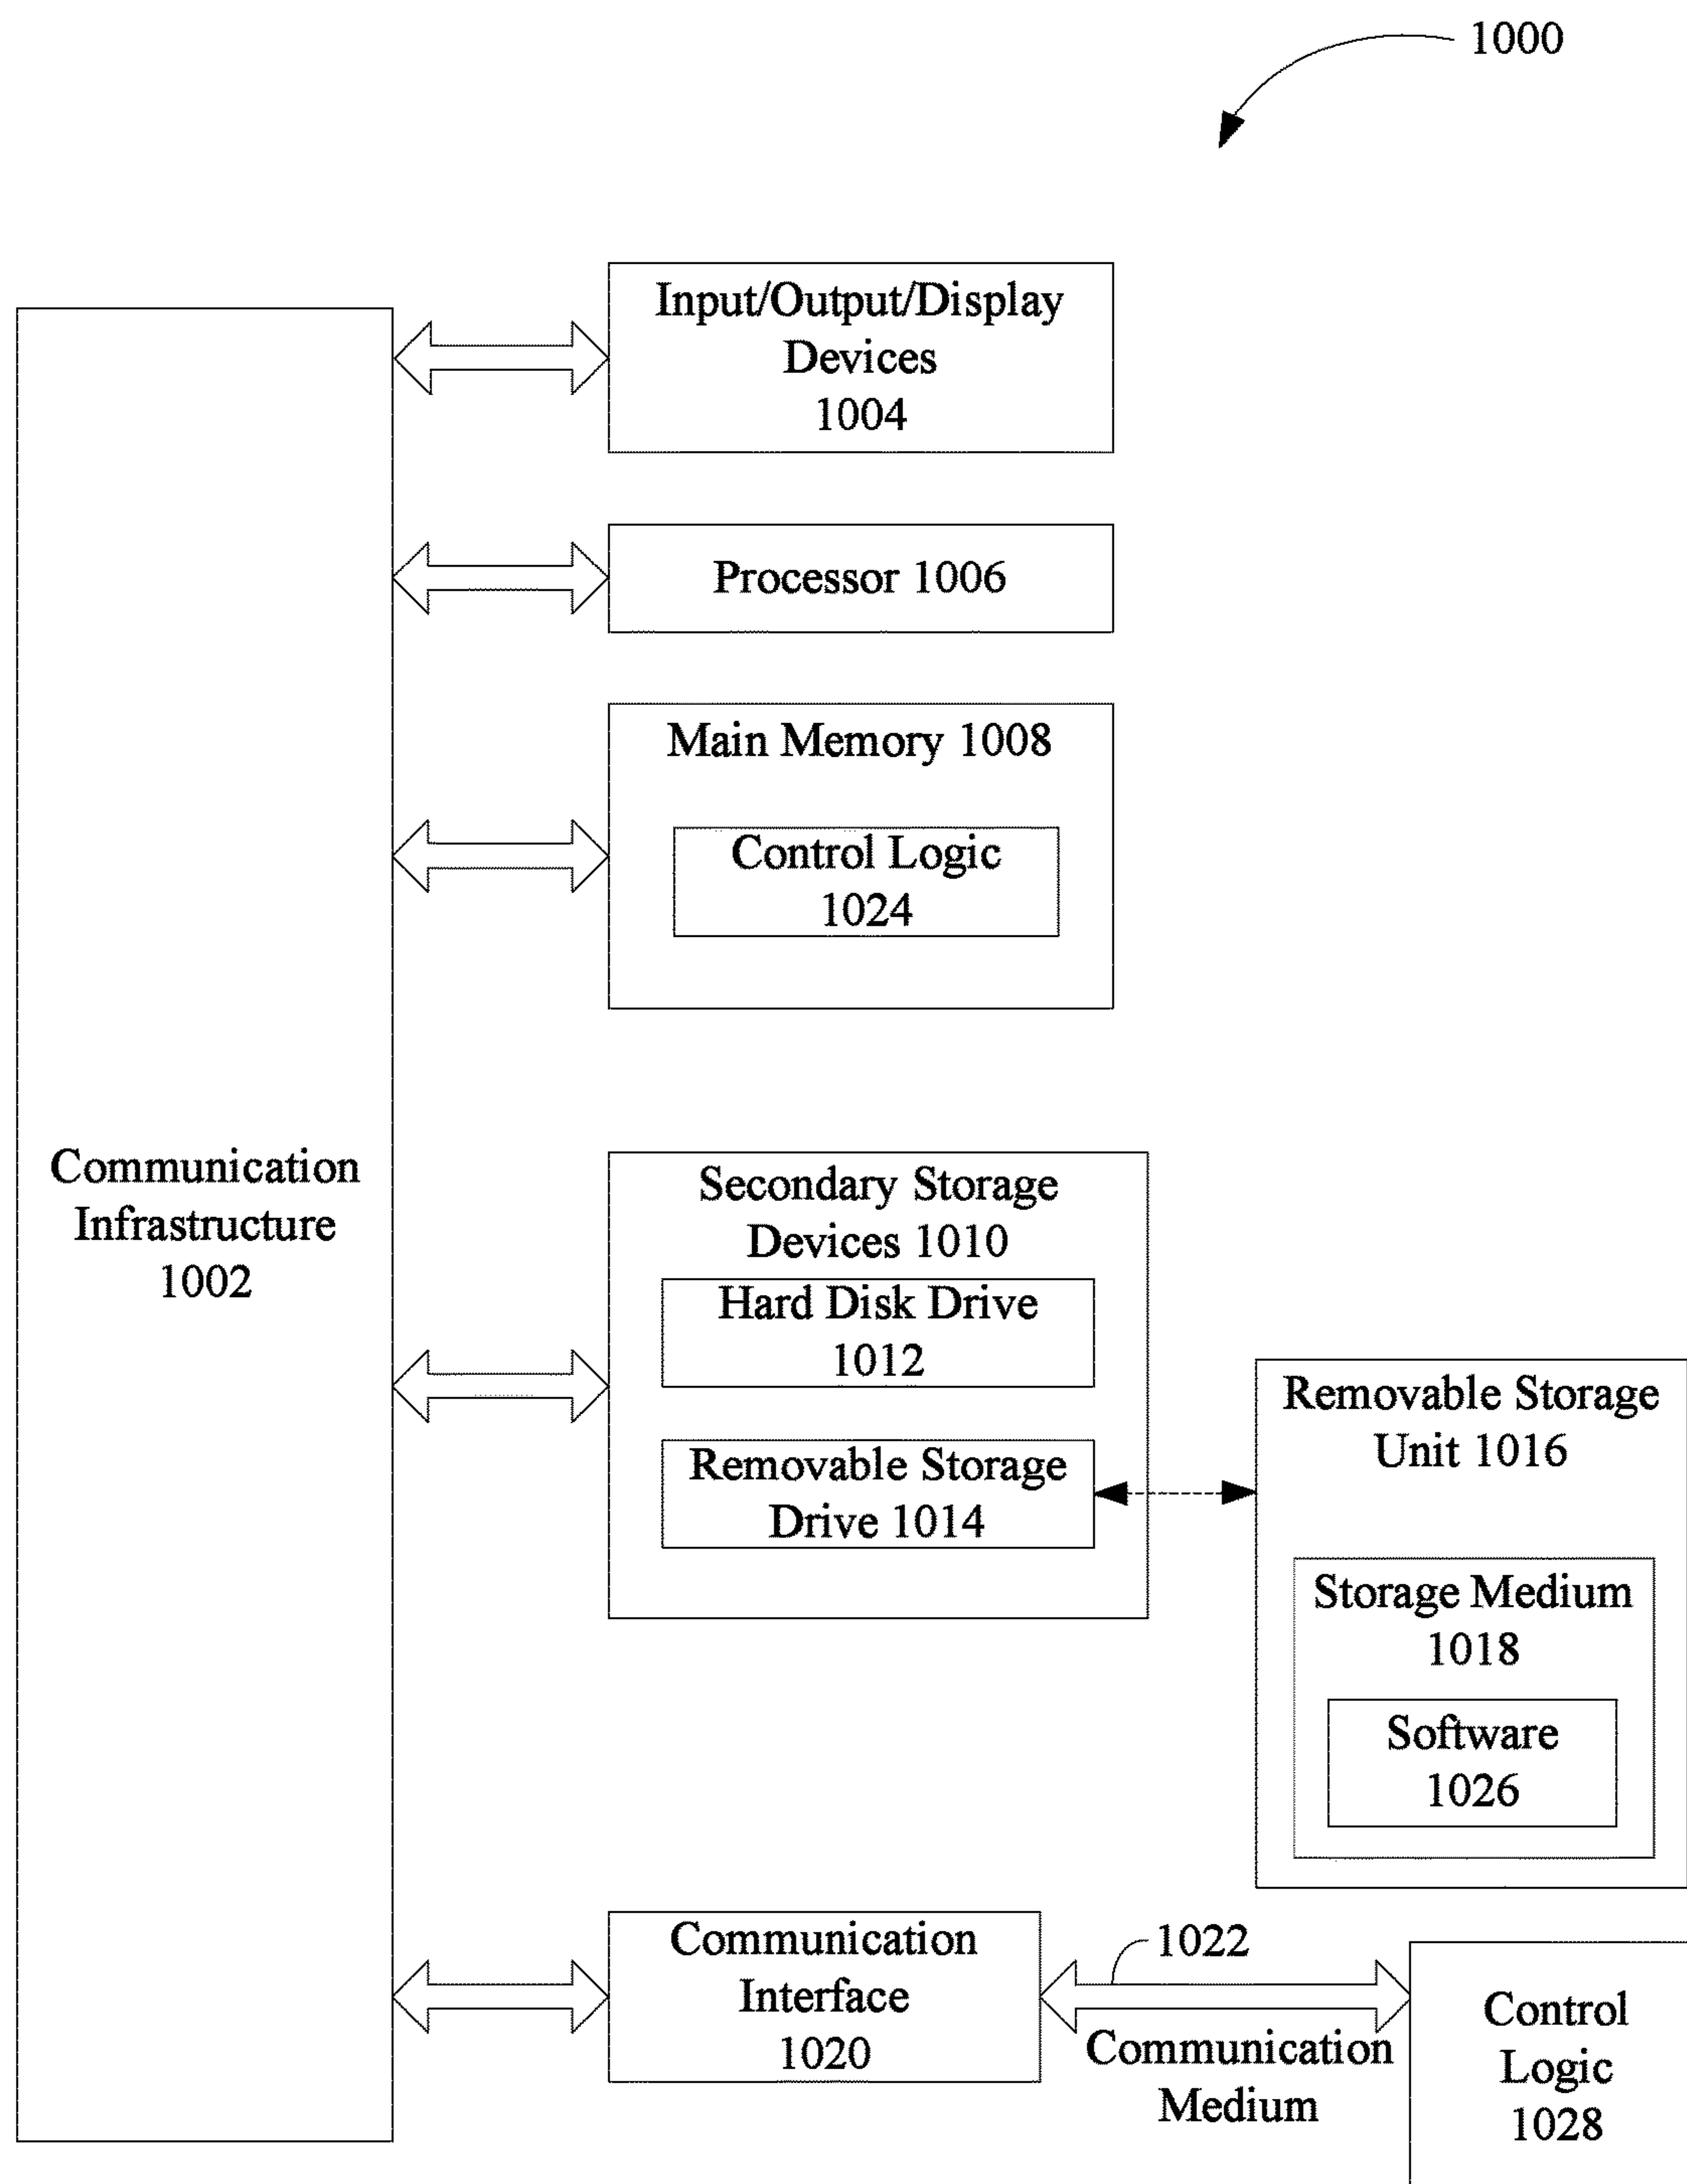 1000
Input/Output/Display
Devices
1004
Processor 1006
Main Memory 1008
Control Logic
1024
Communication
Infrastructure
1002
Secondary Storage
Devices 1010
Hard Disk Drive
1012
Removable Storage
Drive 1014
Removable Storage
Unit 1016
Storage Medium
1018
Software
1026
Communication
Interface
1020
1022
Communication
Medium
Control
Logic
1028